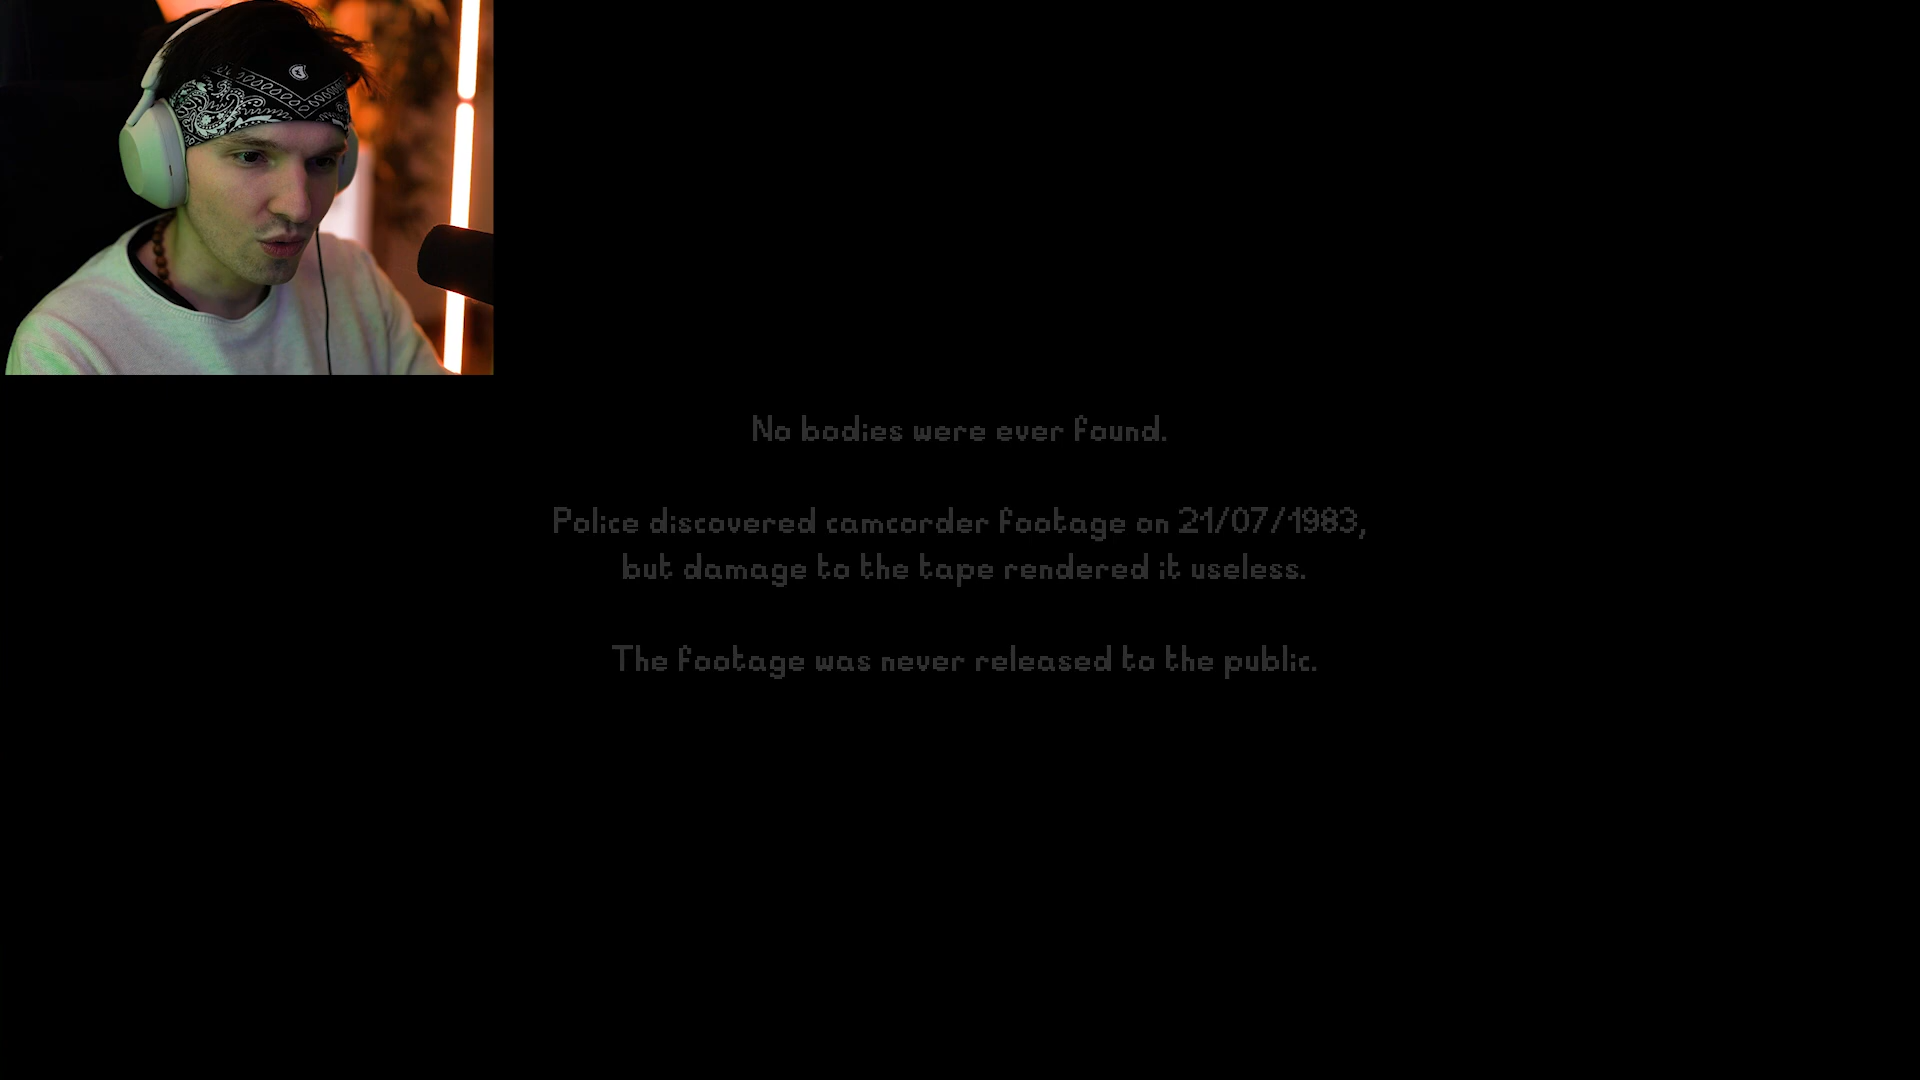 No bodies were ever found.
Police discovered camcorder footage on 21/07/1983,
but damage to the tape rendered it useless.
The footage was never released to the public.